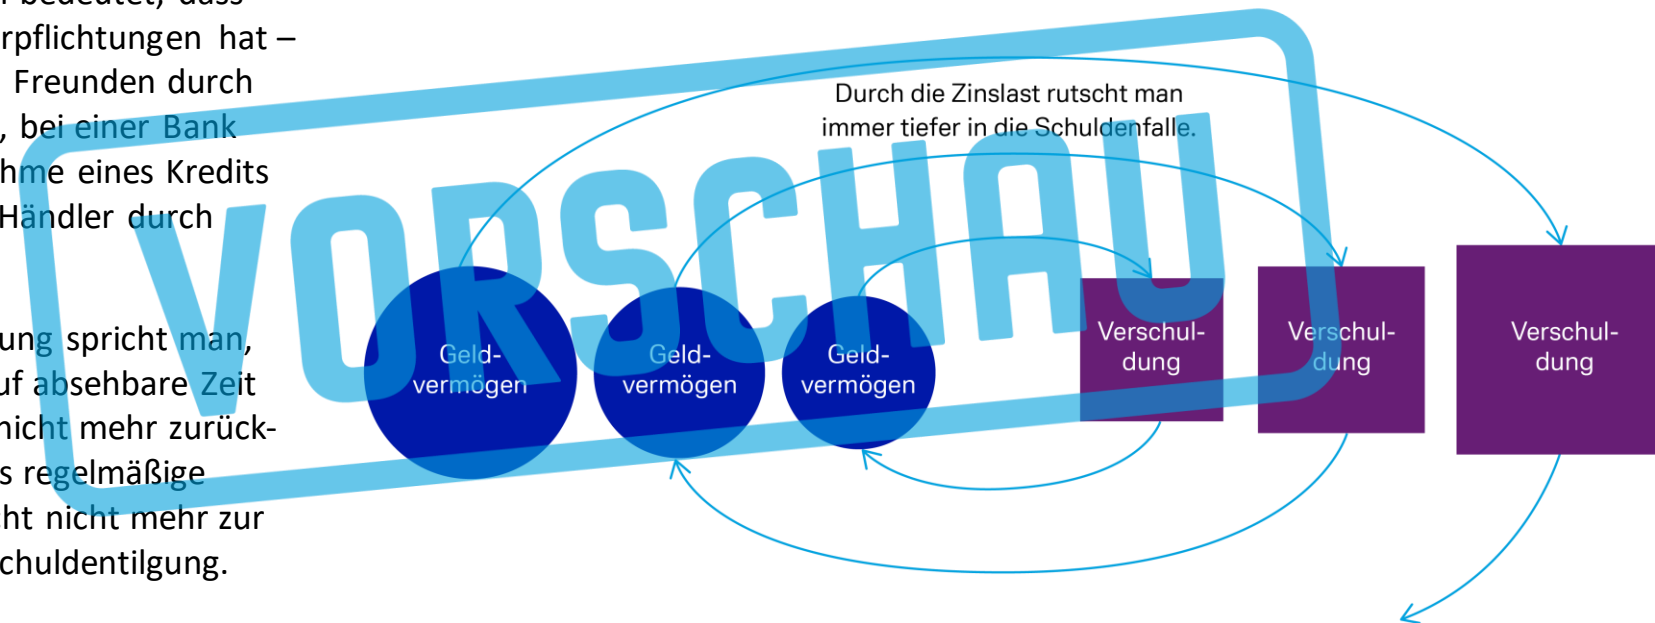 bedeutet, dass
rpflichtungen hat –
Freunden durch
, bei einer Bank
hme eines Kredits
Händler durch
ung spricht man,
uf absehbare Zeit
nicht mehr zurück-
s regelmäßige
cht nicht mehr zur
chuldentilgung.
Durch die Zinslast rutscht man
immer tiefer in die Schuldenfalle.
VORSCHAU
Geld-
vermögen
Geld-
vermögen
Geld-
vermögen
Verschul-
dung
Verschul-
dung
Verschul-
dung